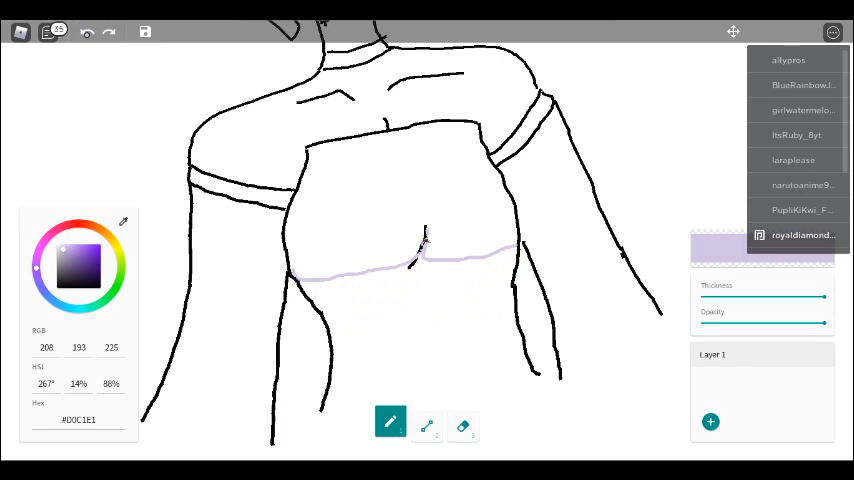 35
allypros
BlueRainbowJ...
girlwatermelo...
ItsRuby_8yt
laraplease
narutoanime9...
PupliKiKwi_F...
royaldiamond...
RGB
208 193 225
HSL
267° 14% 88%
Hex
#D0C1E1
Thickness
Opacity
Layer 1
1
2
3